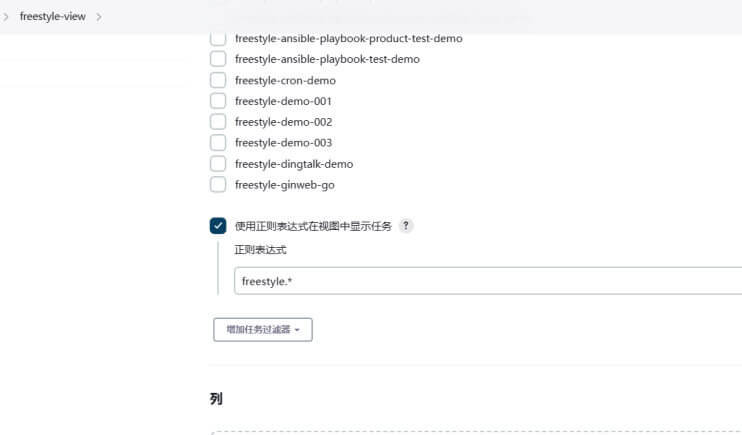 freestyle-view
freestyle-ansible-playbook-product-test-demo
freestyle-ansible-playbook-test-demo
freestyle-cron-demo
freestyle-demo-001
freestyle-demo-002
freestyle-demo-003
freestyle-dingtalk-demo
freestyle-ginweb-go
使用正则表达式在视图中显示任务 ?
正则表达式
freestyle.*
增加任务过滤器
列